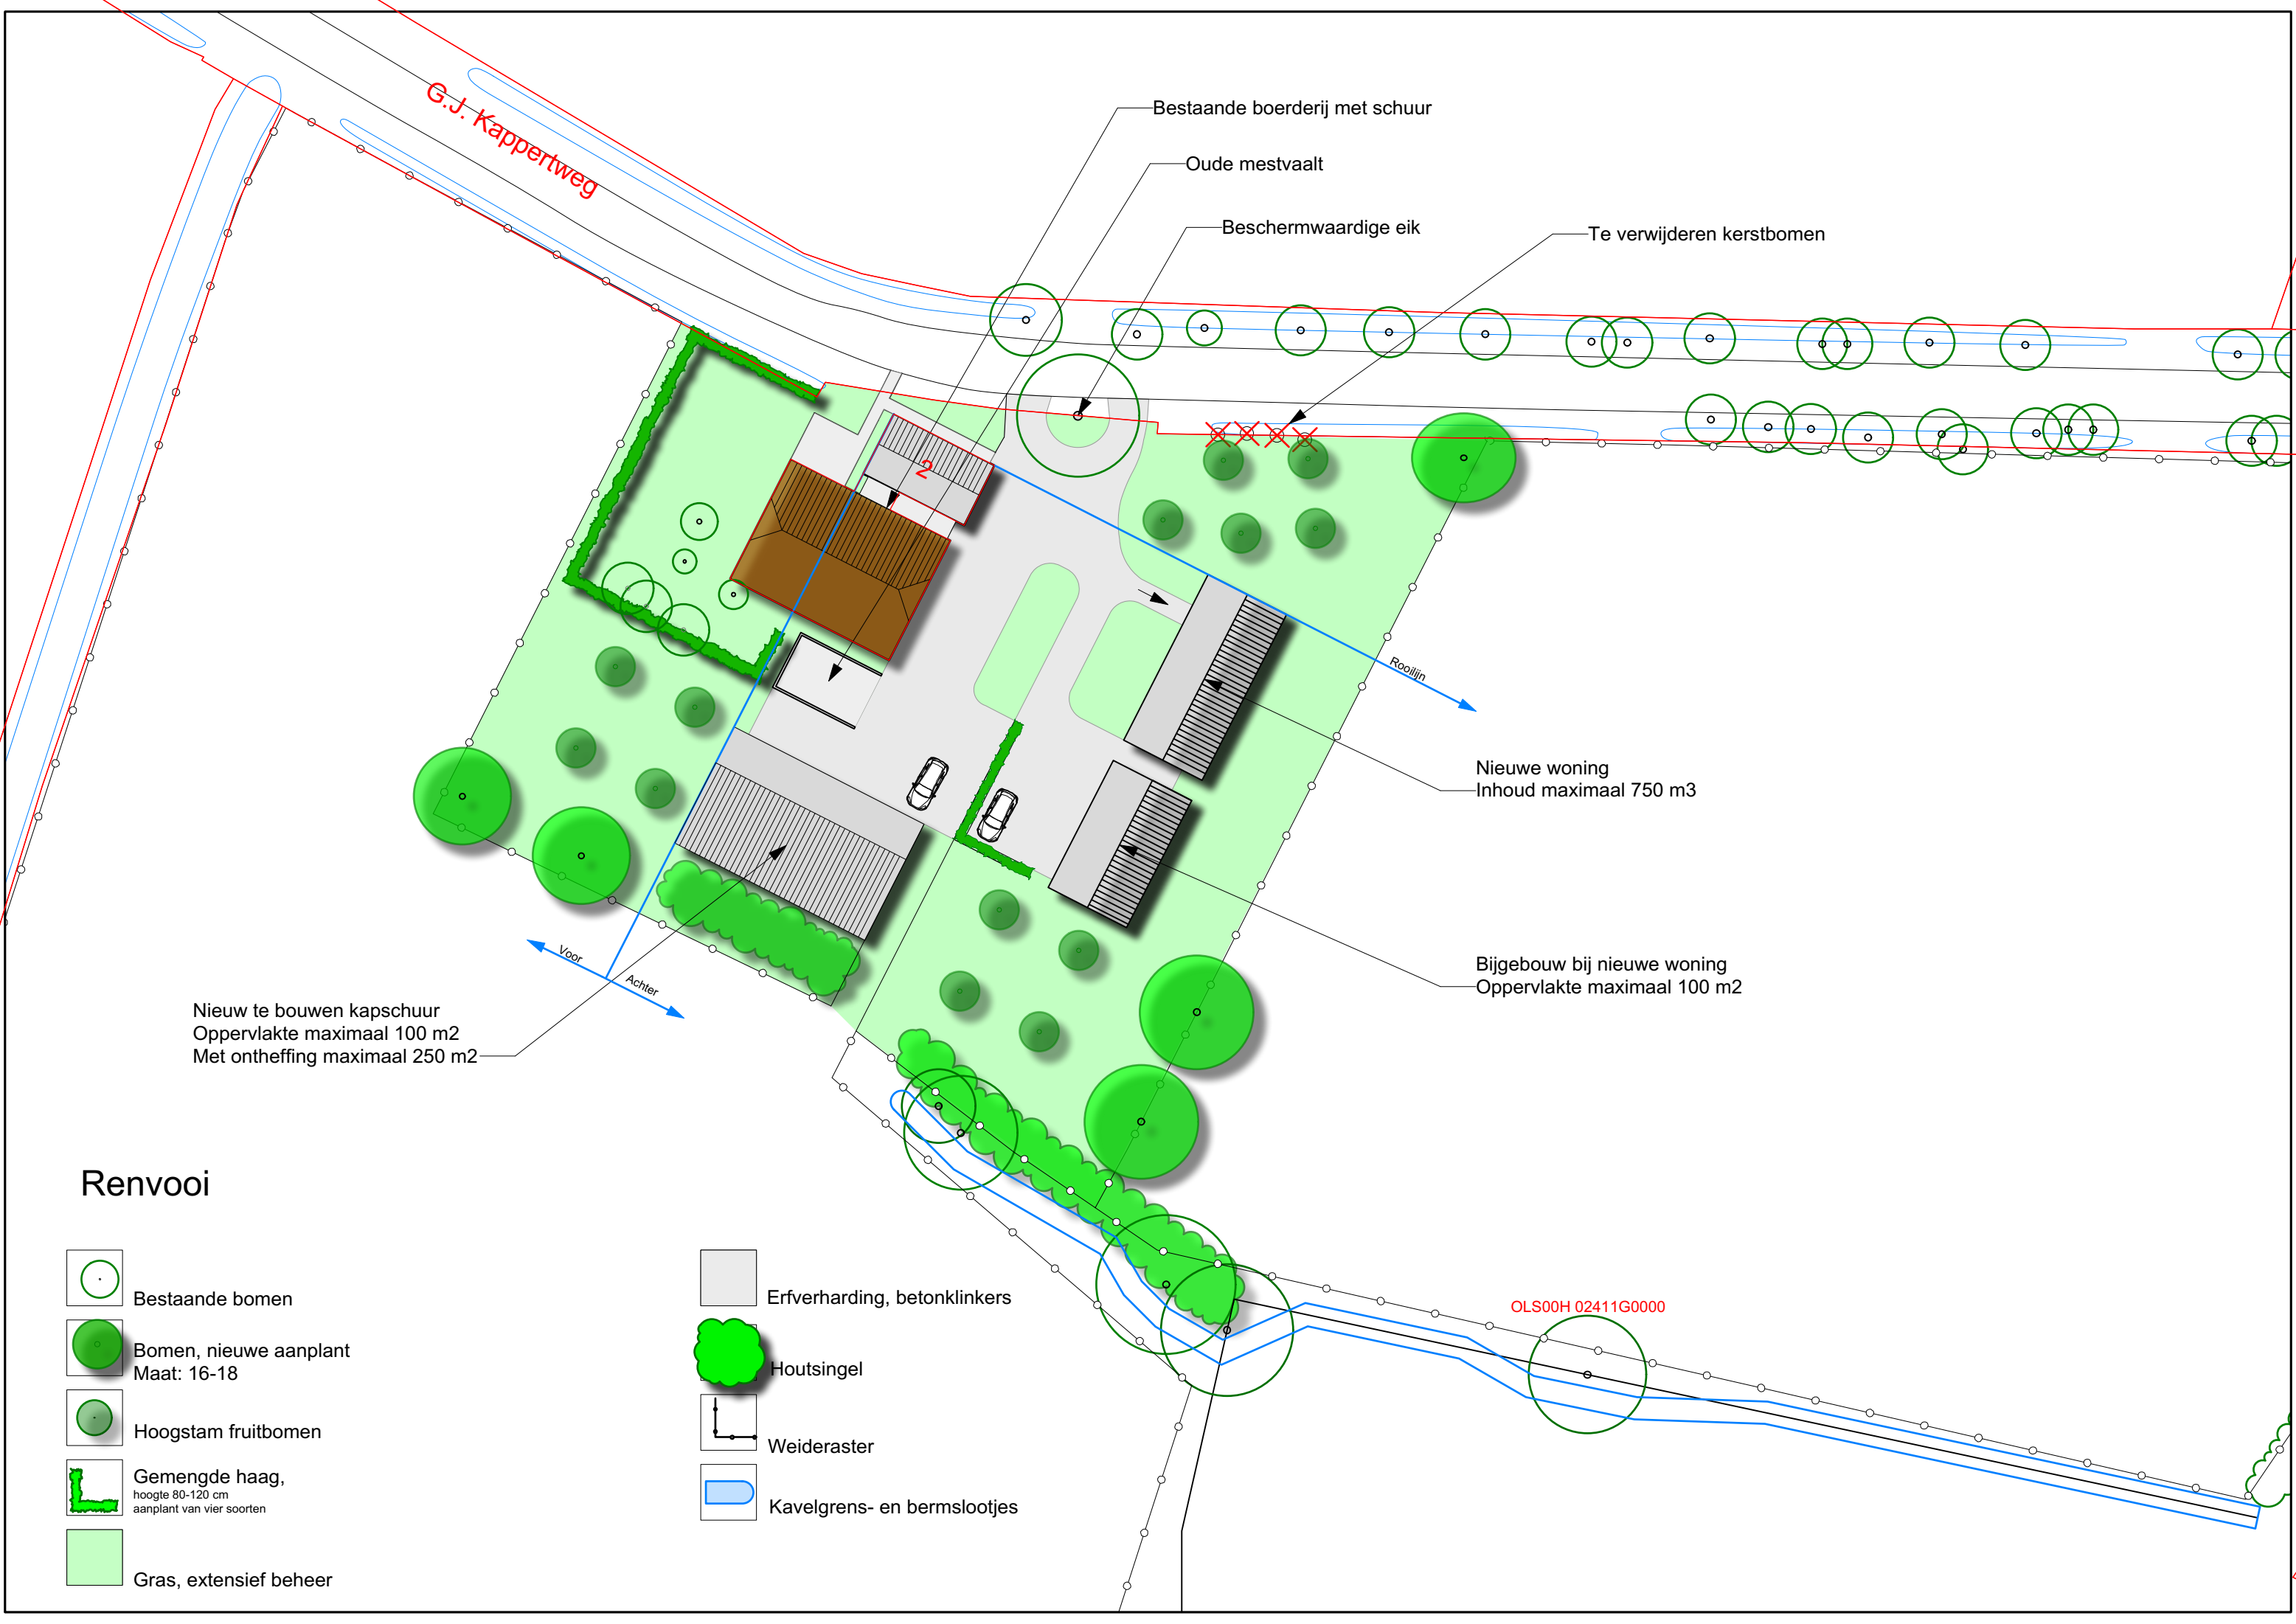 G.J. Kappertweg
Bestaande boerderij met schuur
Oude mestvaalt
Beschermwaardige eik
Te verwijderen kerstbomen
2
Rooilijn
Nieuwe woning
Inhoud maximaal 750 m3
Bijgebouw bij nieuwe woning
Oppervlakte maximaal 100 m2
Voor
Achter
Nieuw te bouwen kapschuur
Oppervlakte maximaal 100 m2
Met ontheffing maximaal 250 m2
OLS00H 02411G0000
Renvooi
Bestaande bomen
Bomen, nieuwe aanplant
Maat: 16-18
Hoogstam fruitbomen
Gemengde haag,
hoogte 80-120 cm
aanplant van vier soorten
Gras, extensief beheer
Erfverharding, betonklinkers
Houtsingel
Weideraster
Kavelgrens- en bermslootjes